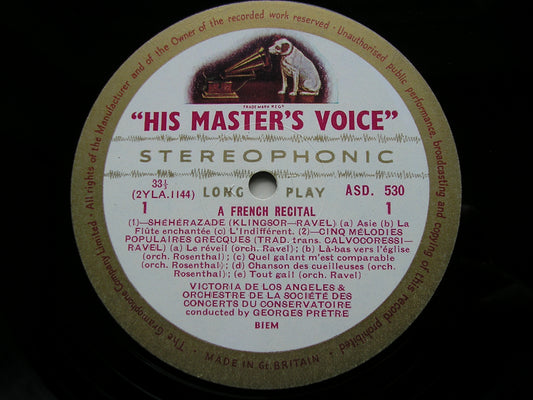 The Gramophone Company Limited · All rights of the Manufacturer and of the Owner of the recorded work reserved · Unauthorised public performance, broadcasting and copying of this record prohibited
TRADE MARK REGD
"HIS MASTER'S VOICE"
STEREOPHONIC
33⅓
(2YLA.1144) LONG PLAY ASD. 530
1 A FRENCH RECITAL 1
(1)—SHÉHÉRAZADE (KLINGSOR—RAVEL) (a) Asie (b) La
Flûte enchantée (c) L'Indifférent. (2)—CINQ MÉLODIES
POPULAIRES GRECQUES (TRAD. trans. CALVOCORESSI—
RAVEL) (a) Le réveil (orch. Ravel); (b) Là-bas vers l'église
(orch. Rosenthal); (c) Quel galant m'est comparable
(orch. Rosenthal); (d) Chanson des cueilleuses (orch.
Rosenthal); (e) Tout gai! (orch. Ravel)
VICTORIA DE LOS ANGELES &
ORCHESTRE DE LA SOCIÉTÉ DES
CONCERTS DU CONSERVATOIRE
conducted by GEORGES PRÊTRE
BIEM
MADE IN Gt. BRITAIN